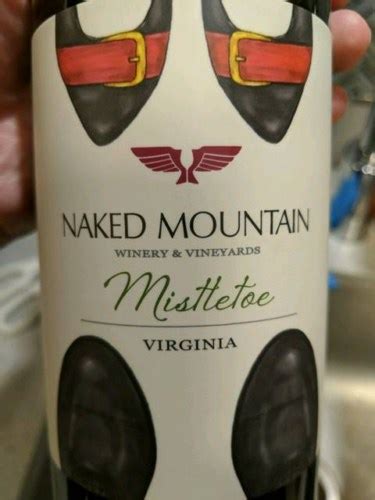 NAKED MOUNTAIN
WINERY & VINEYARDS
Mistletoe
VIRGINIA